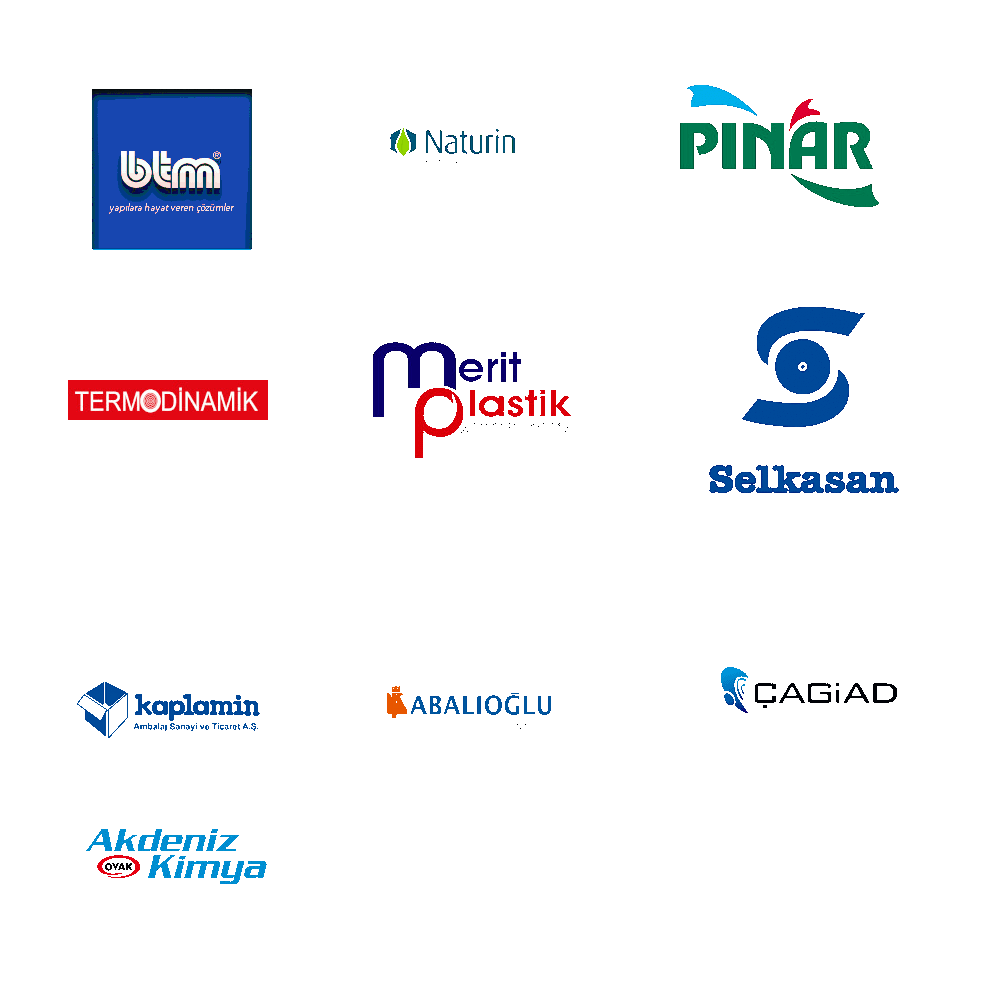 btm®
yapılara hayat veren çözümler
Naturin
PINAR
TERMODİNAMİK
merit
plastik
Selkasan
kaplamin
Ambalaj Sanayi ve Ticaret A.Ş.
ABALIOĞLU
ÇAGiAD
Akdeniz
OYAK
Kimya